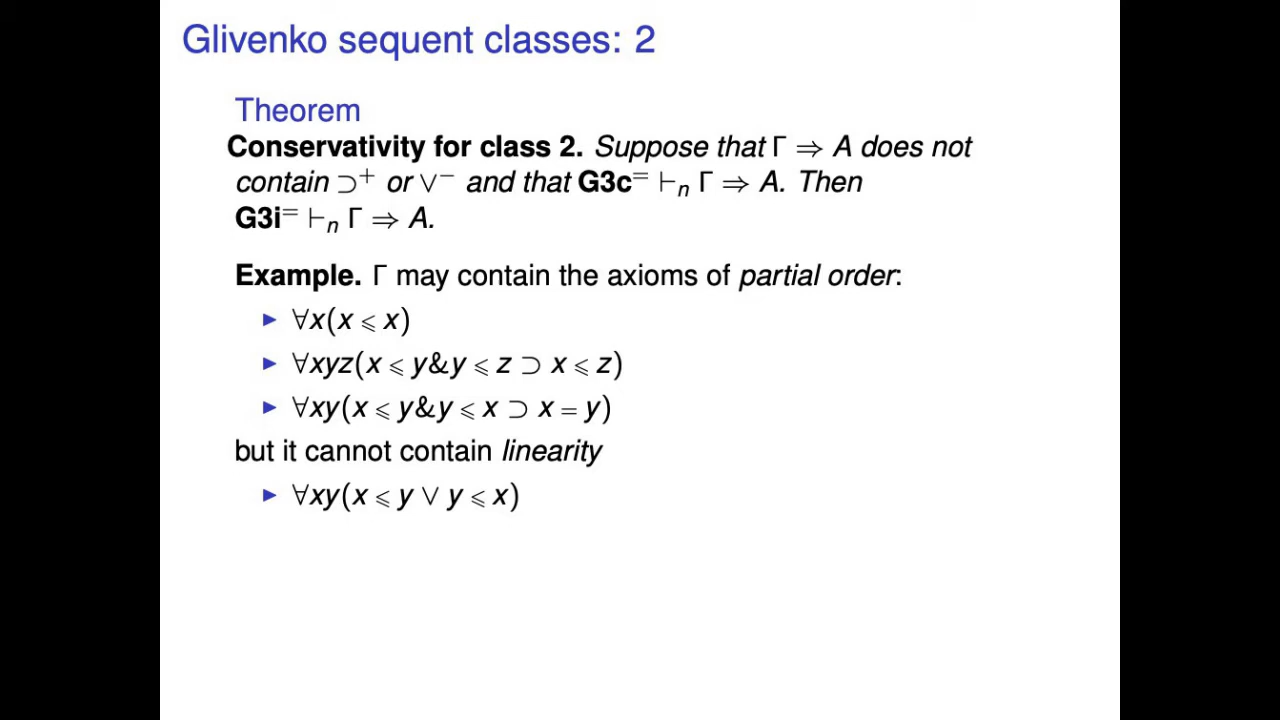 Glivenko sequent classes: 2
Theorem
Conservativity for class 2. Suppose that Γ ⇒ A does not
contain ⊃⁺ or ∨⁻ and that G3c⁼ ⊢ₙ Γ ⇒ A. Then
G3i⁼ ⊢ₙ Γ ⇒ A.
Example. Γ may contain the axioms of partial order:
▶ ∀x(x ⩽ x)
▶ ∀xyz(x ⩽ y&y ⩽ z ⊃ x ⩽ z)
▶ ∀xy(x ⩽ y&y ⩽ x ⊃ x = y)
but it cannot contain linearity
▶ ∀xy(x ⩽ y ∨ y ⩽ x)